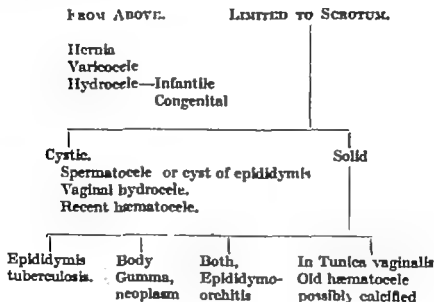 FROM ABOVE. LIMITED TO SCROTUM.
Hernia
Varicocele
Hydrocele—Infantile
Congenital
Cystic. Solid
Spermatocele or cyst of epididymis
Vaginal hydrocele.
Recent hæmatocele.
Epididymis Body Both, In Tunica vaginalis
tuberculosis. Gumma, Epididymo- Old hæmatocele
neoplasm orchitis possibly calcified